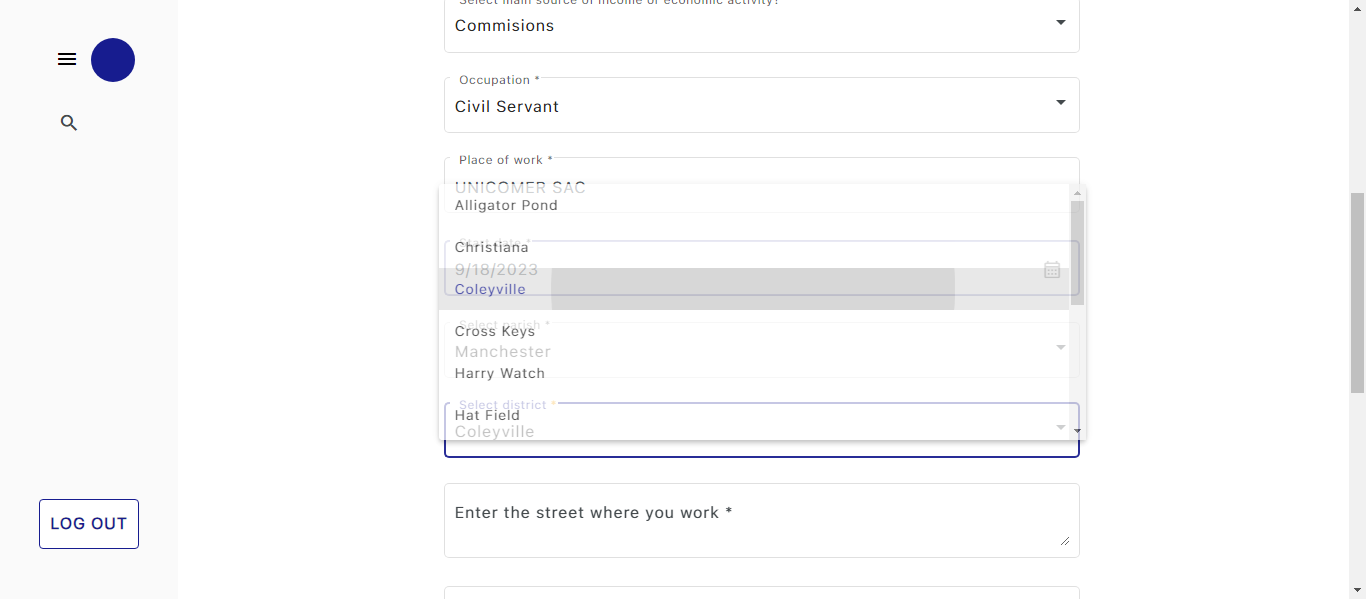 Select main source of income or economic activity?
Commisions
Occupation *
Civil Servant
Place of work *
UNICOMER SAC
Alligator Pond
Start date *
Christiana
9/18/2023
Coleyville
Select parish *
Cross Keys
Manchester
Harry Watch
Select district *
Hat Field
Coleyville
Enter the street where you work *
LOG OUT